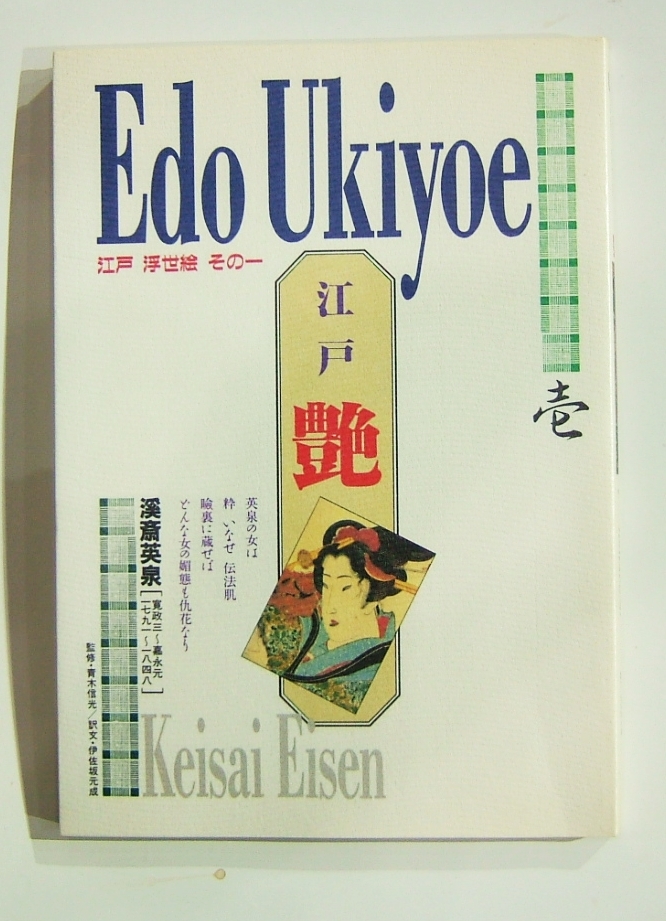 Edo Ukiyoe
江戸 浮世絵 その一
江戸
艶
壱
英泉の女は
粋 いなせ 伝法肌
瞼裏に蔵せば
どんな女の媚態も仇花なり
溪斎英泉
[寛政三～嘉永元
一七九一～一八四八]
監修・青木信光／訳文・伊佐坂元成
Keisai Eisen